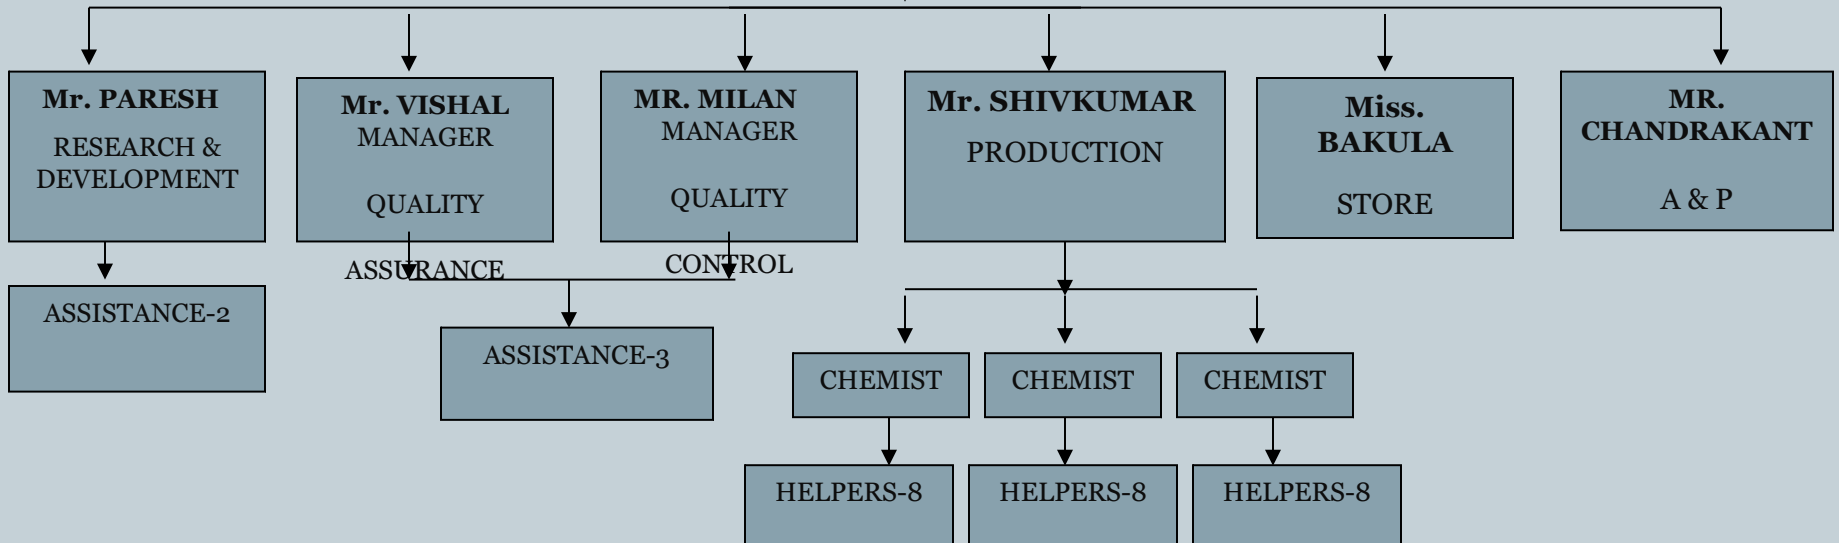 Mr. PARESH
RESEARCH &
DEVELOPMENT
Mr. VISHAL
MANAGER
QUALITY
ASSURANCE
MR. MILAN
MANAGER
QUALITY
CONTROL
Mr. SHIVKUMAR
PRODUCTION
Miss.
BAKULA
STORE
MR.
CHANDRAKANT
A & P
ASSISTANCE-2
ASSISTANCE-3
CHEMIST
CHEMIST
CHEMIST
HELPERS-8
HELPERS-8
HELPERS-8